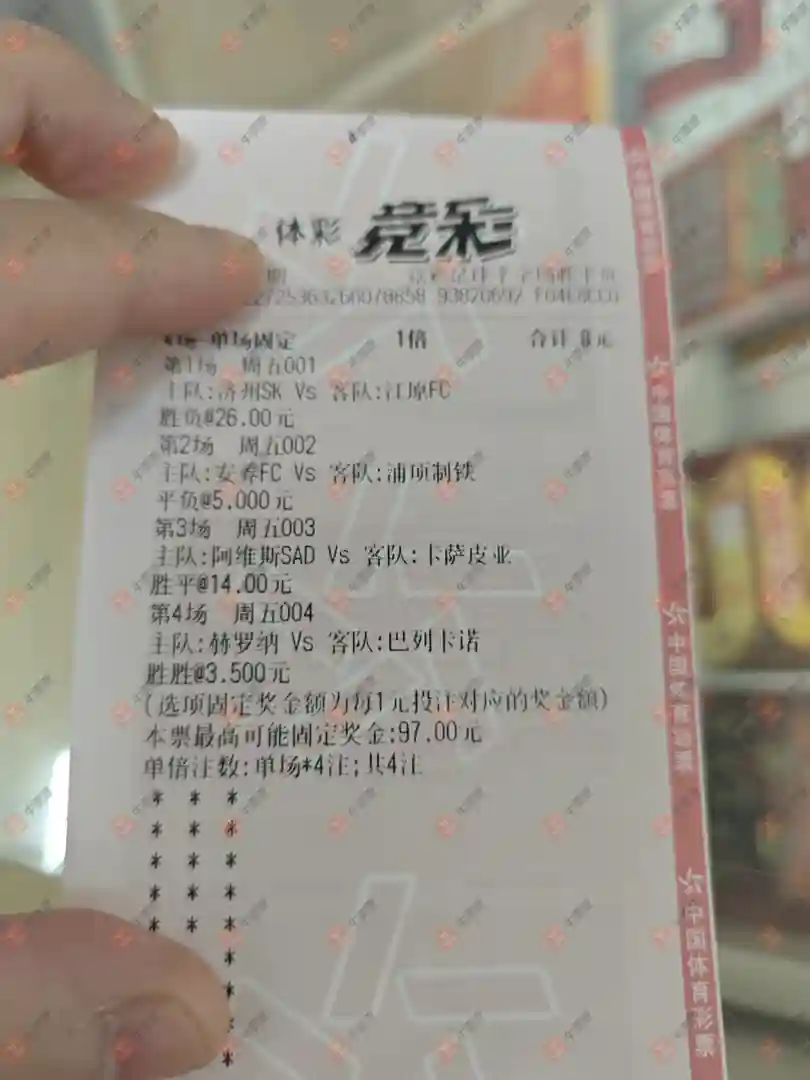 体彩 竞彩
单场固定 1倍 合计 8元
第1场 周五001
主队:济州SK Vs 客队:江原FC
胜负@26.00元
第2场 周五002
主队:安养FC Vs 客队:浦项制铁
平负@5.000元
第3场 周五003
主队:阿维斯SAD Vs 客队:卡萨皮亚
胜平@14.00元
第4场 周五004
主队:赫罗纳 Vs 客队:巴列卡诺
胜胜@3.500元
(选项固定奖金额为每1元投注对应的奖金额)
本票最高可能固定奖金:97.00元
单倍注数:单场*4注;共4注
* * *
* * *
* * *
* * *
* * *
*
*
*
*
中国体育彩票
中国体育彩票
中国体育彩票